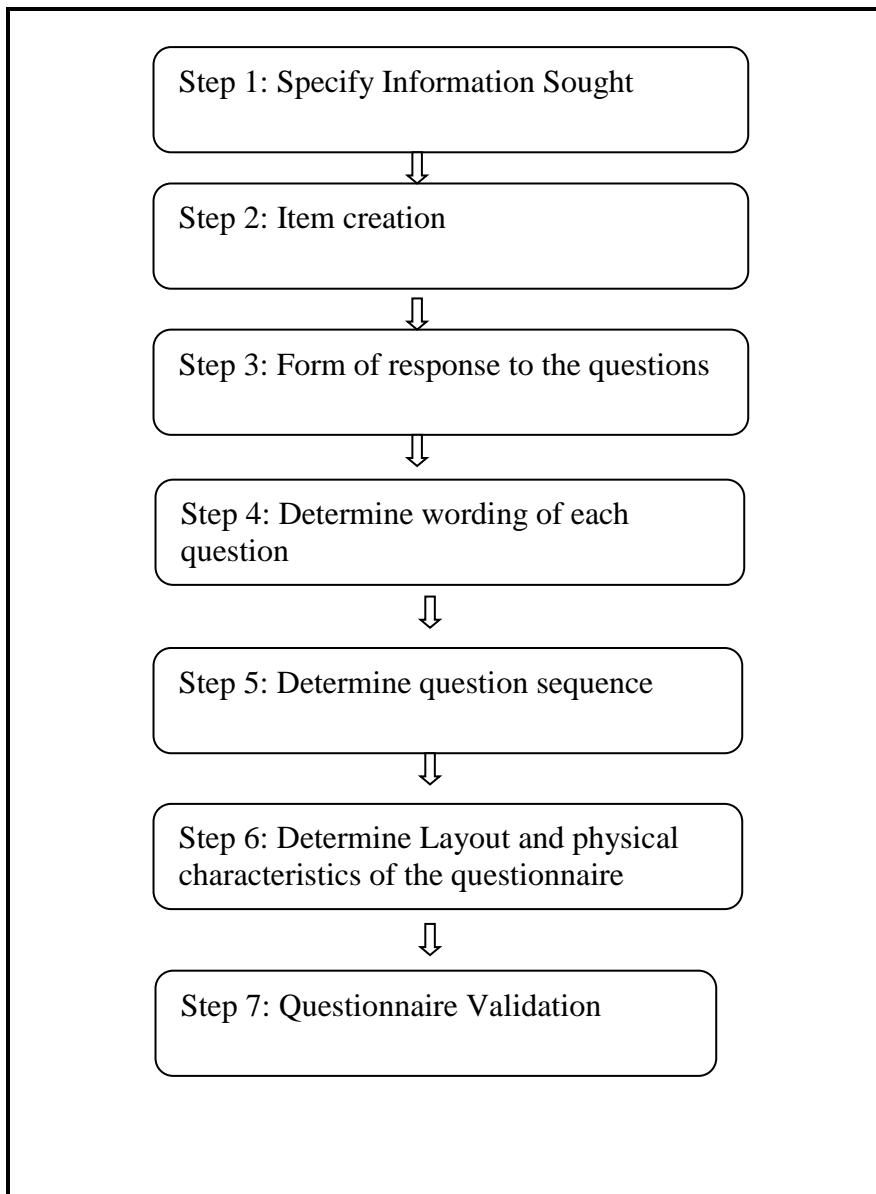 Step 1: Specify Information Sought
Step 2: Item creation
Step 3: Form of response to the questions
Step 4: Determine wording of each
question
Step 5: Determine question sequence
Step 6: Determine Layout and physical
characteristics of the questionnaire
Step 7: Questionnaire Validation